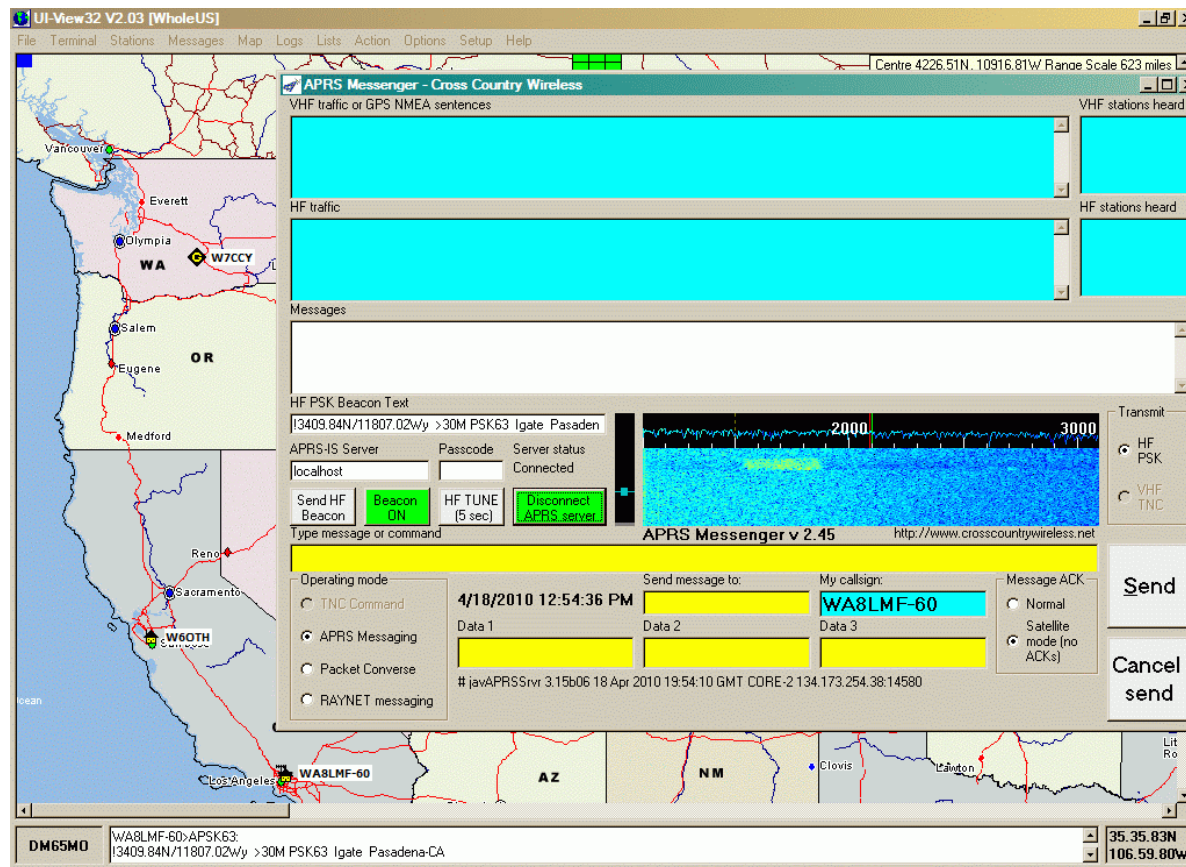 UI-View32 V2.03 [WholeUS]
File Terminal Stations Messages Map Logs Lists Action Options Setup Help
Centre 4226.51N, 10916.81W Range Scale 623 miles
APRS Messenger - Cross Country Wireless
VHF traffic or GPS NMEA sentences
VHF stations heard
HF traffic
HF stations heard
Messages
HF PSK Beacon Text
!3409.84N/11807.02Wy >30M PSK63 Igate Pasaden
APRS-IS Server Passcode Server status
localhost
Connected
Send HF Beacon
Beacon ON
HF TUNE (5 sec)
Disconnect APRS server
2000 3000
Transmit
HF PSK
VHF TNC
APRS Messenger v 2.45 http://www.crosscountrywireless.net
Type message or command
Operating mode
TNC Command
APRS Messaging
Packet Converse
RAYNET messaging
4/18/2010 12:54:36 PM
Send message to:
My callsign:
WA8LMF-60
Data 1 Data 2 Data 3
Message ACK
Normal
Satellite mode (no ACKs)
Send
Cancel send
# javAPRSSrvr 3.15b06 18 Apr 2010 19:54:10 GMT CORE-2 134.173.254.38:14580
Vancouver
Everett
Olympia
WA
W7CCY
Salem
OR
Eugene
Medford
Reno
Sacramento
W6OTH
ocean
Los Angeles
WA8LMF-60
AZ
NM
Clovis
Lawton
Lit
Ro
DM65MO
WA8LMF-60>APSK63:
!3409.84N/11807.02Wy >30M PSK63 Igate Pasadena-CA
35.35.83N
106.59.80W